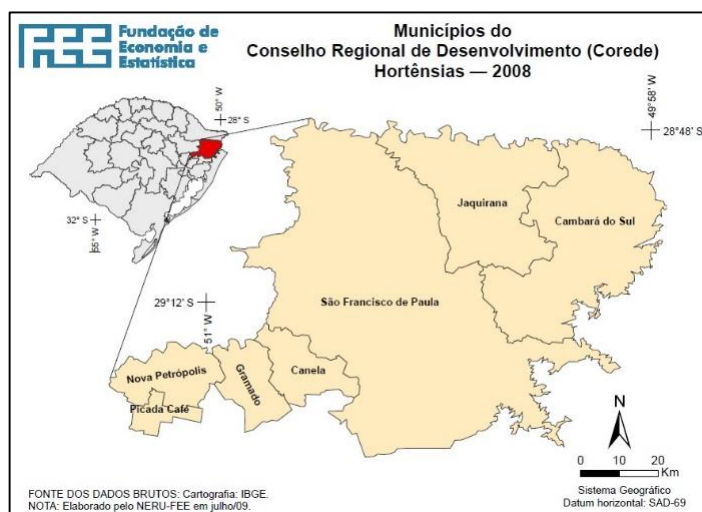 FEE
Fundação de
Economia e
Estatística
Municípios do
Conselho Regional de Desenvolvimento (Corede)
Hortênsias — 2008
50° W
28° S
49°58' W
28°48' S
32° S
55° W
Jaquirana
Cambará do Sul
São Francisco de Paula
29°12' S
51° W
Nova Petrópolis
Gramado
Canela
Picada Café
N
0 10 20
Km
Sistema Geográfico
Datum horizontal: SAD-69
FONTE DOS DADOS BRUTOS: Cartografia: IBGE.
NOTA: Elaborado pelo NERU-FEE em julho/09.